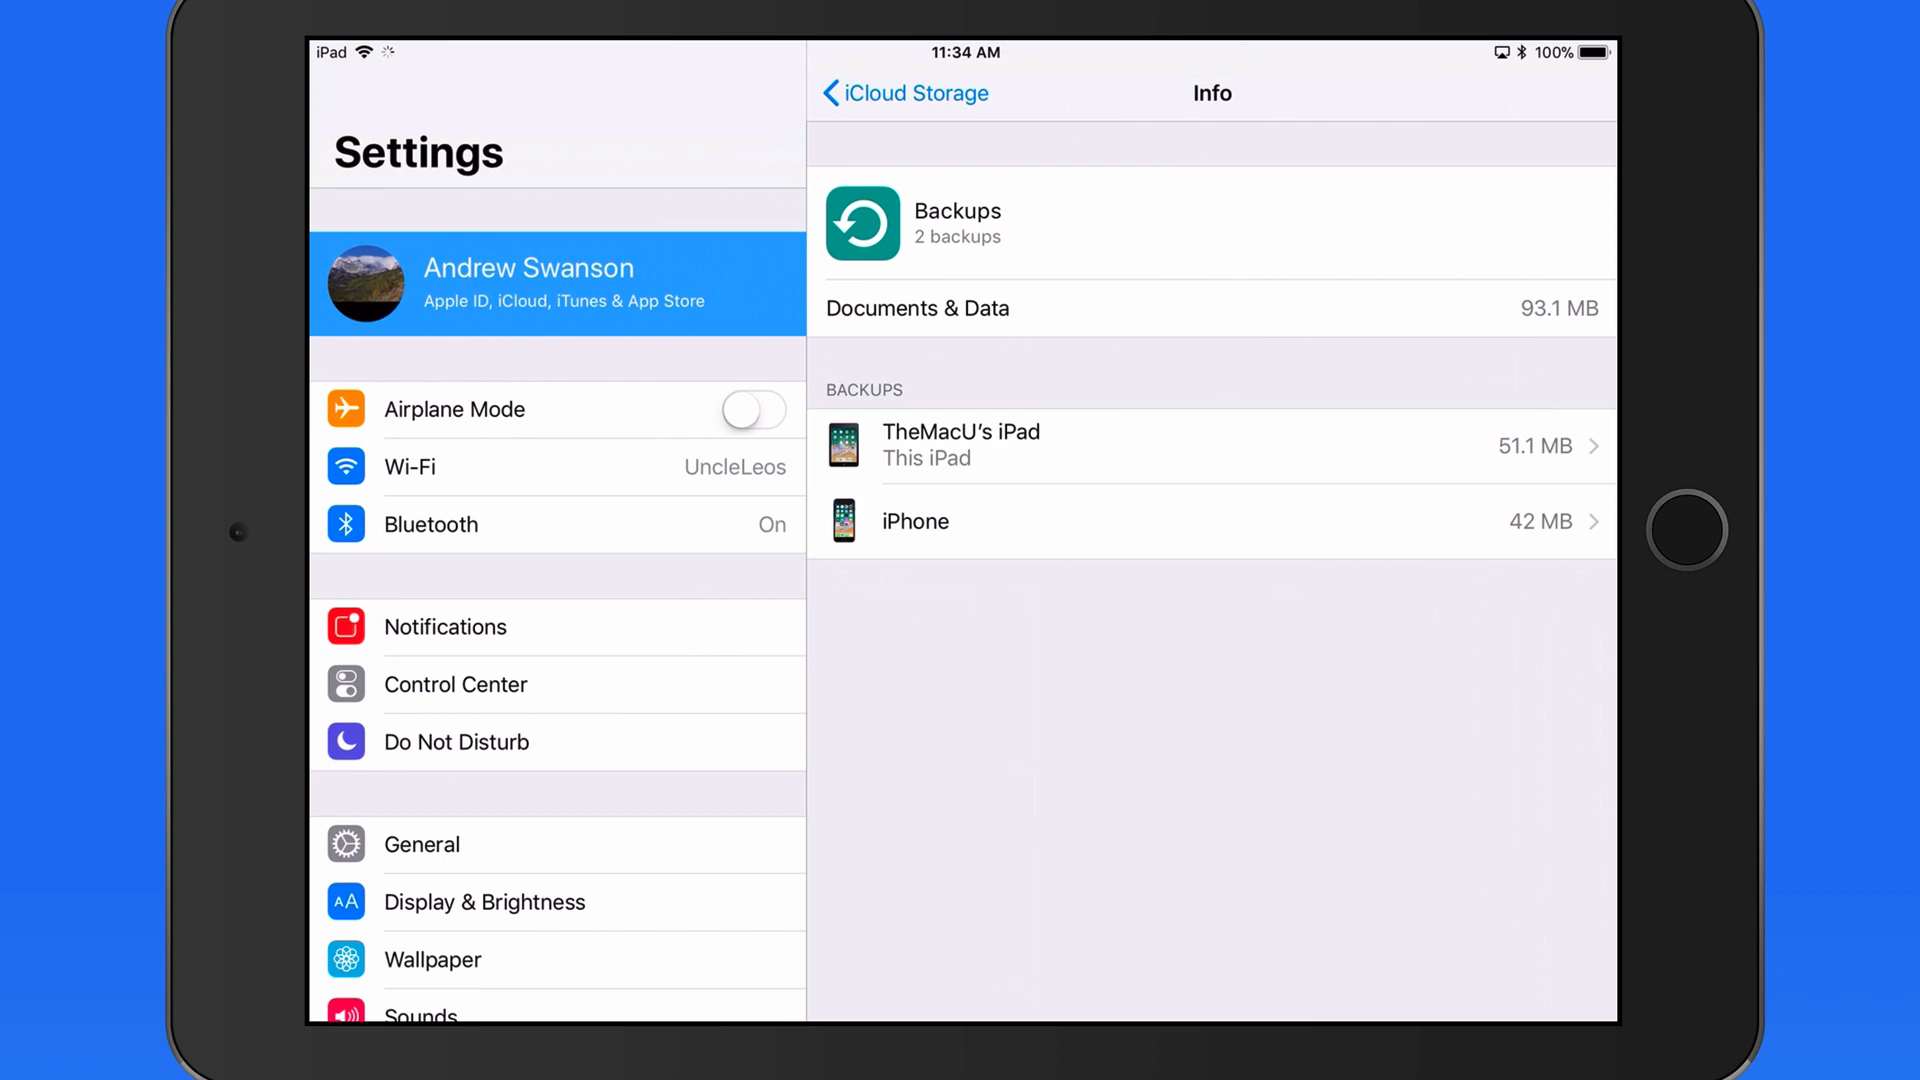 iPad
11:34 AM
100%
Settings
Andrew Swanson
Apple ID, iCloud, iTunes & App Store
Airplane Mode
Wi-Fi
UncleLeos
Bluetooth
On
Notifications
Control Center
Do Not Disturb
General
AA
Display & Brightness
Wallpaper
Sounds
iCloud Storage
Info
Backups
2 backups
Documents & Data
93.1 MB
BACKUPS
TheMacU’s iPad
This iPad
51.1 MB
iPhone
42 MB